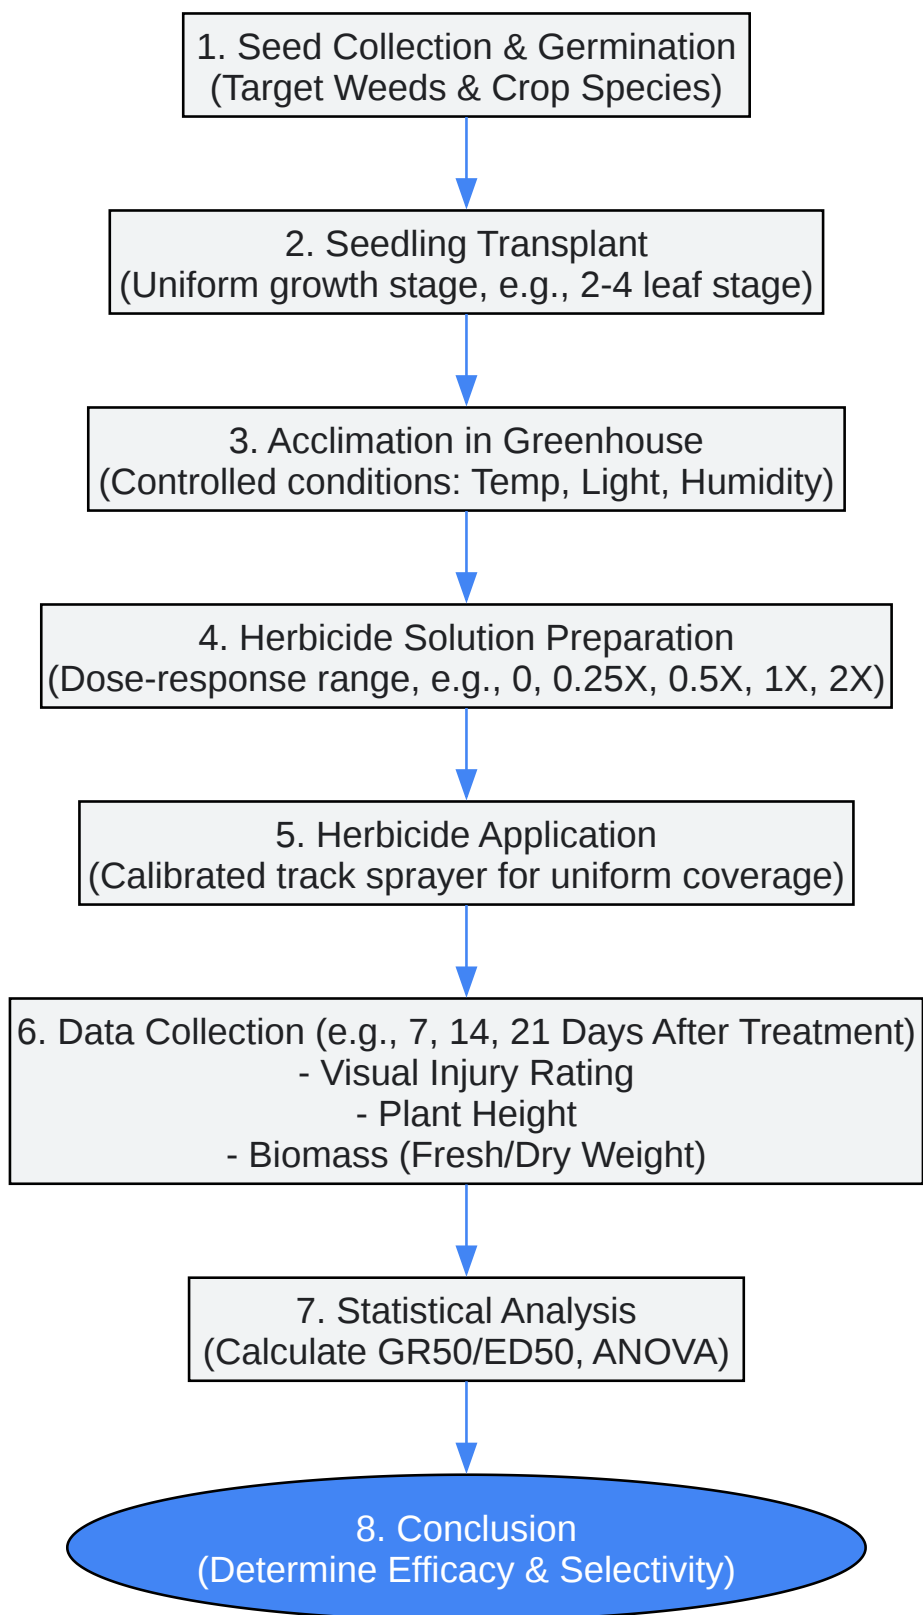 1. Seed Collection & Germination
(Target Weeds & Crop Species)
2. Seedling Transplant
(Uniform growth stage, e.g., 2-4 leaf stage)
3. Acclimation in Greenhouse
(Controlled conditions: Temp, Light, Humidity)
4. Herbicide Solution Preparation
(Dose-response range, e.g., 0, 0.25X, 0.5X, 1X, 2X)
5. Herbicide Application
(Calibrated track sprayer for uniform coverage)
6. Data Collection (e.g., 7, 14, 21 Days After Treatment)
- Visual Injury Rating
- Plant Height
- Biomass (Fresh/Dry Weight)
7. Statistical Analysis
(Calculate GR50/ED50, ANOVA)
8. Conclusion
(Determine Efficacy & Selectivity)